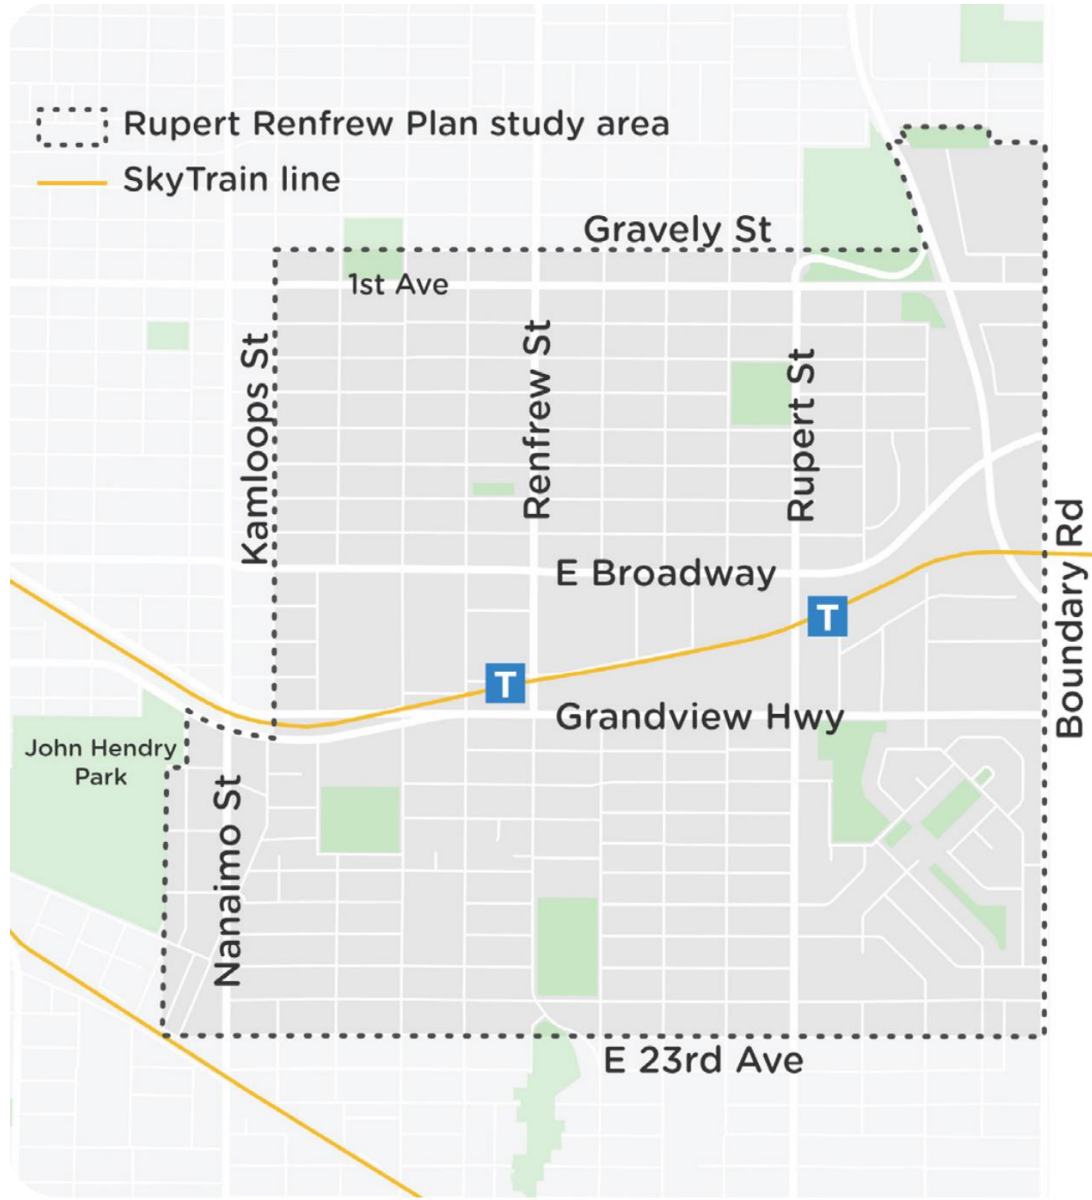 Rupert Renfrew Plan study area
SkyTrain line
Gravely St
1st Ave
Kamloops St
Renfrew St
Rupert St
Boundary Rd
E Broadway
T
T
Grandview Hwy
John Hendry
Park
Nanaimo St
E 23rd Ave